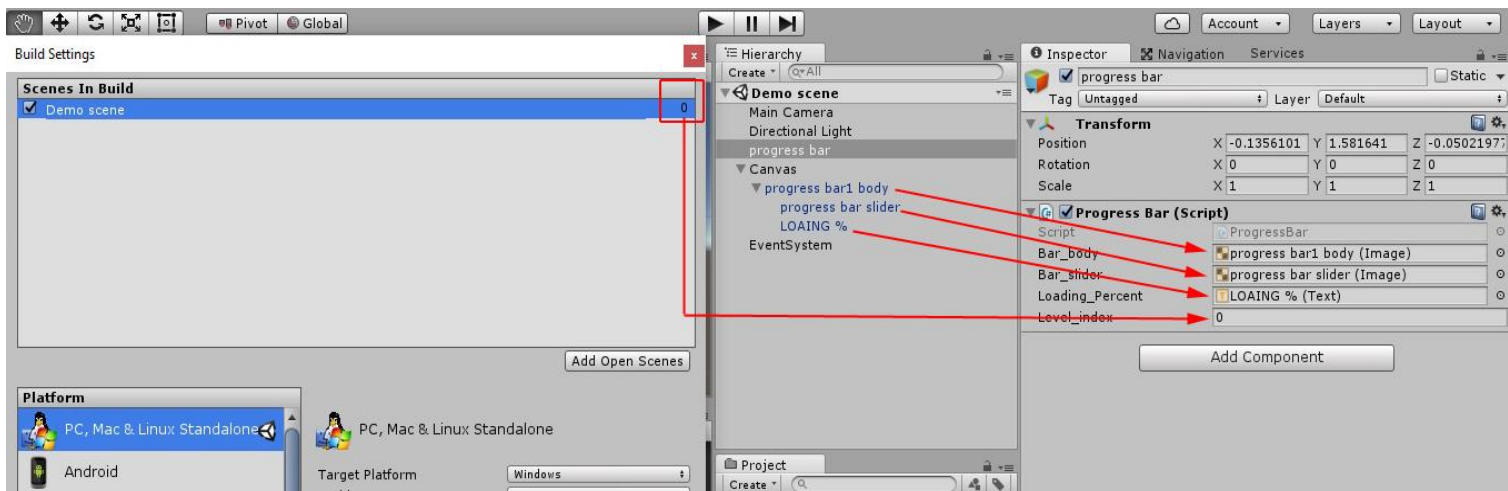 Pivot Global
Account Layers Layout
Build Settings
x
Scenes In Build
Demo scene 0
Add Open Scenes
Platform
PC, Mac & Linux Standalone
Android
PC, Mac & Linux Standalone
Target Platform Windows
Hierarchy
Create All
Demo scene
Main Camera
Directional Light
progress bar
Canvas
progress bar1 body
progress bar slider
LOAING %
EventSystem
Project
Create
Inspector Navigation Services
progress bar Static
Tag Untagged Layer Default
Transform
Position X -0.1356101 Y 1.581641 Z -0.0502197
Rotation X 0 Y 0 Z 0
Scale X 1 Y 1 Z 1
Progress Bar (Script)
Script ProgressBar
Bar_body progress bar1 body (Image)
Bar_slider progress bar slider (Image)
Loading_Percent LOAING % (Text)
Level_index 0
Add Component